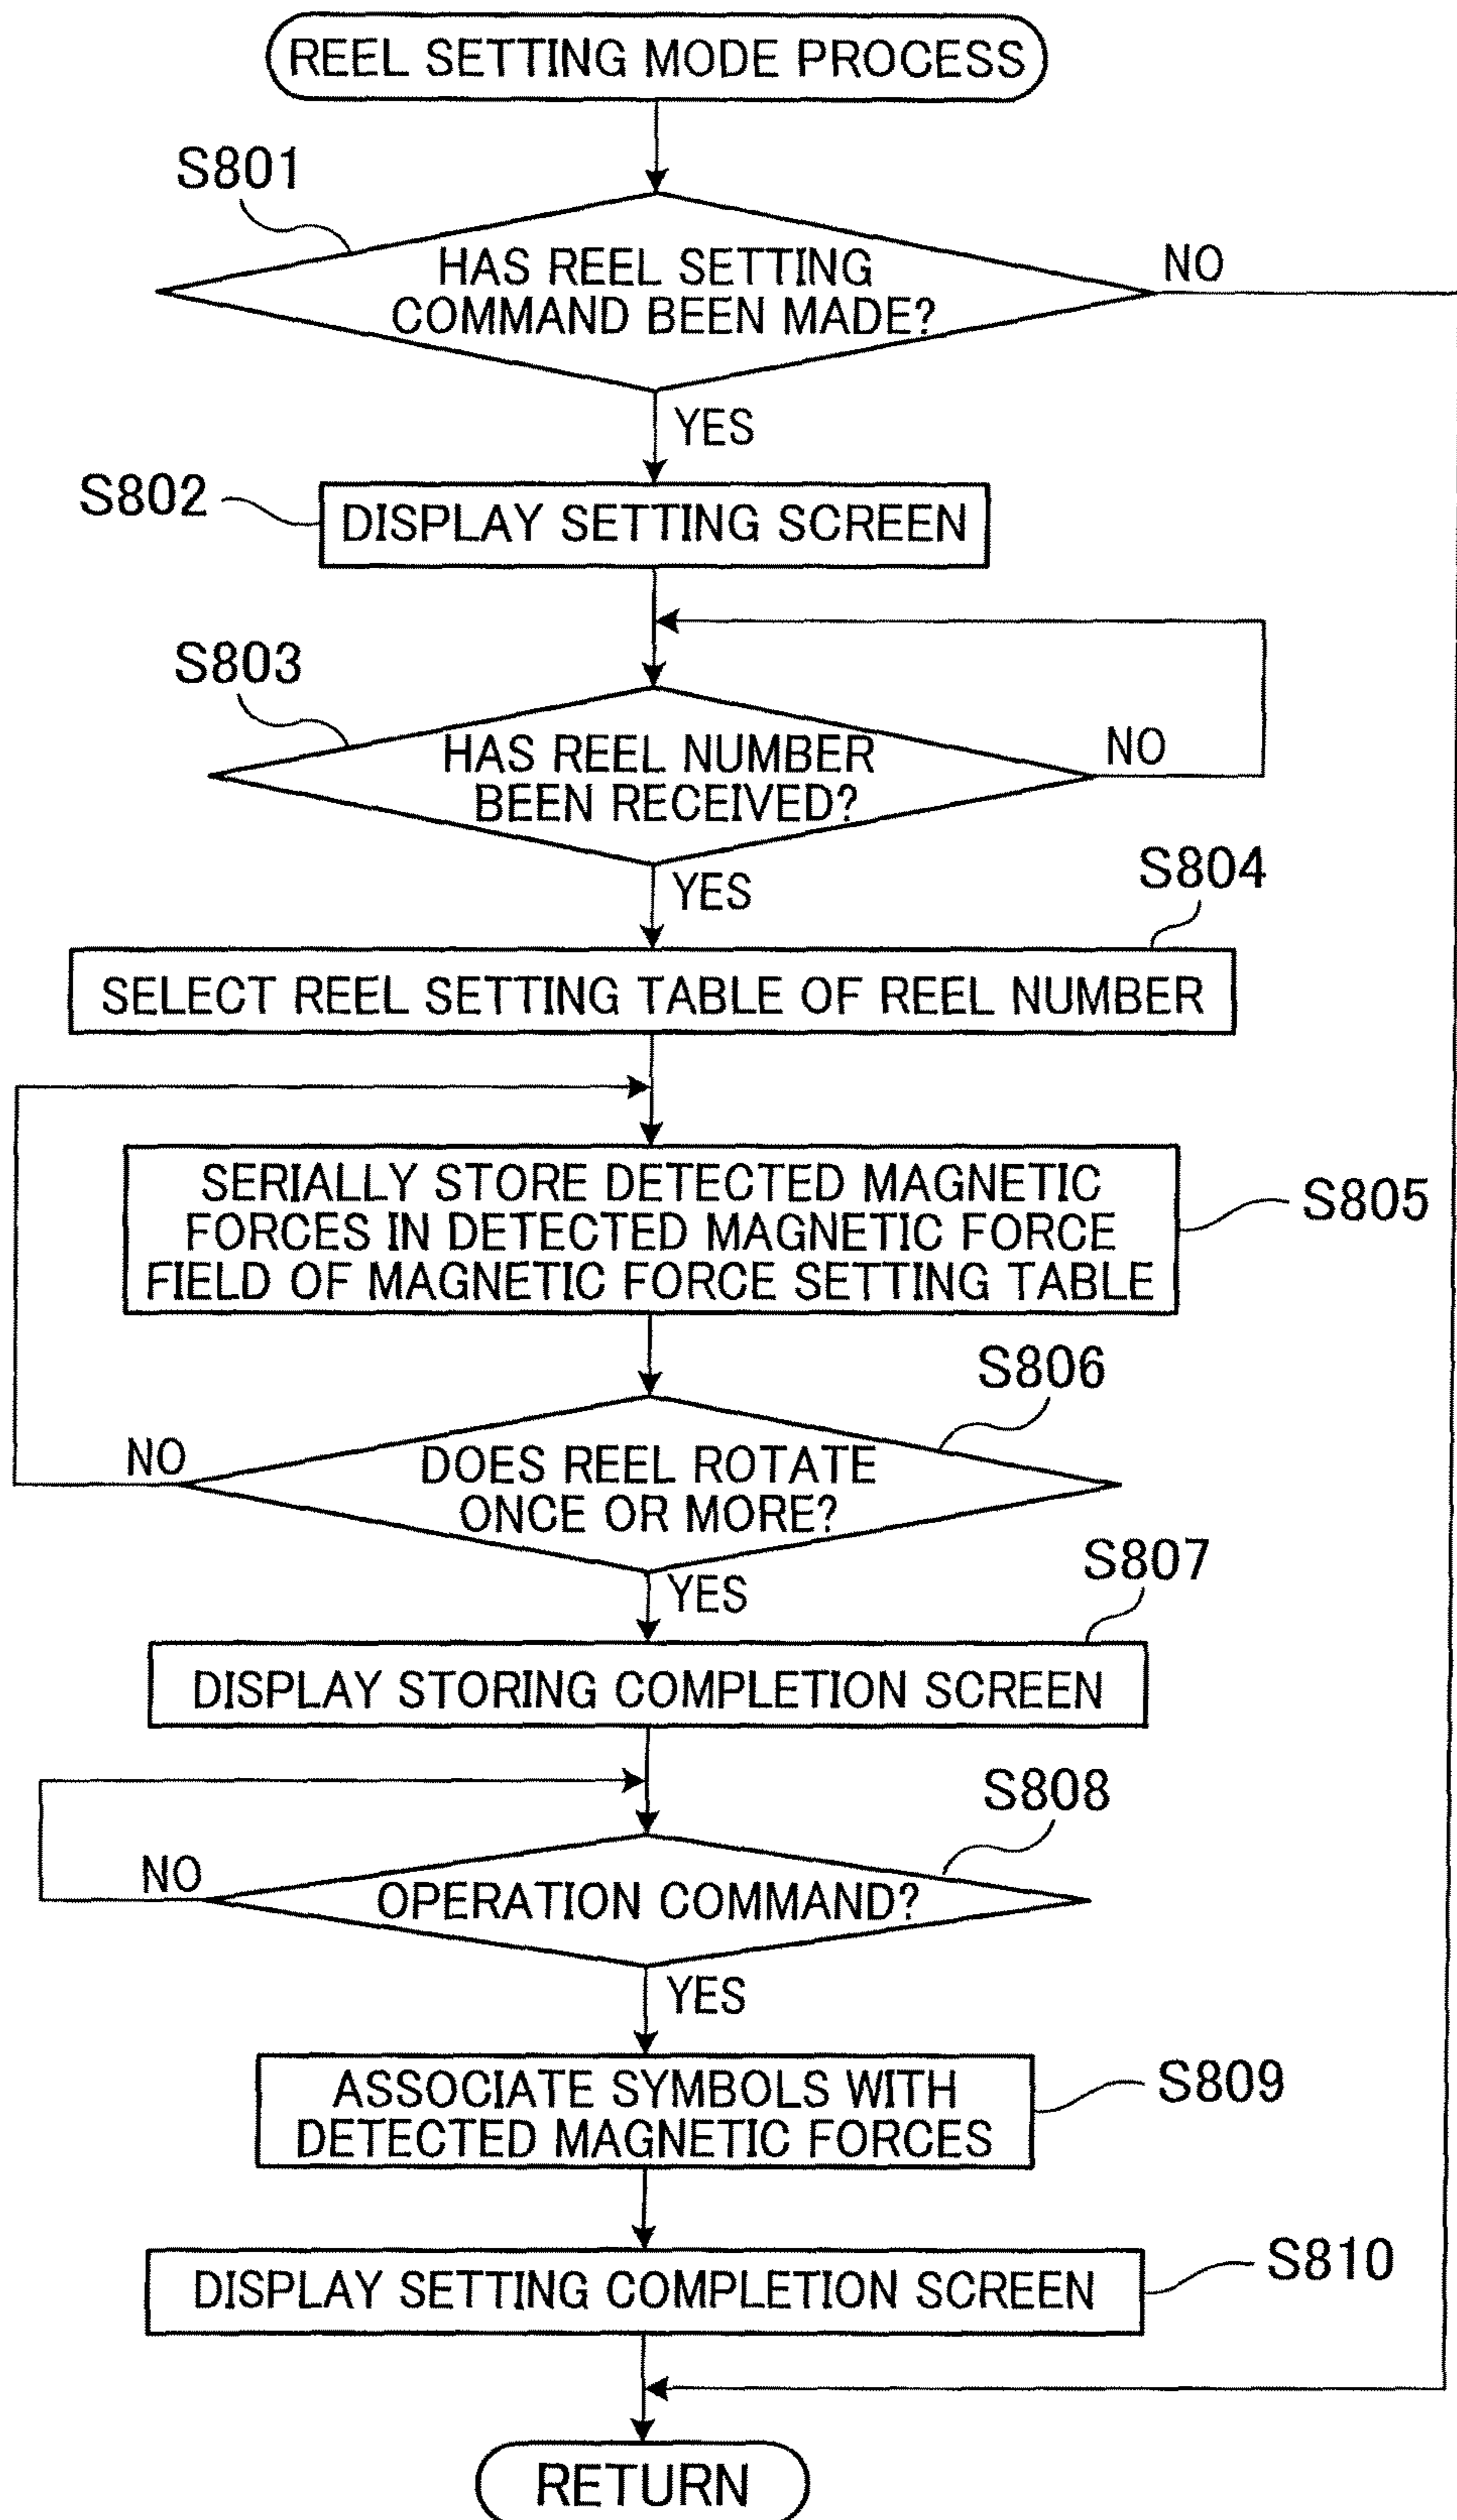 REEL SETTING MODE PROCESS
S801
HAS REEL SETTING
COMMAND BEEN MADE?
NO
YES
S802
DISPLAY SETTING SCREEN
S803
HAS REEL NUMBER
BEEN RECEIVED?
NO
YES
S804
SELECT REEL SETTING TABLE OF REEL NUMBER
SERIALLY STORE DETECTED MAGNETIC
FORCES IN DETECTED MAGNETIC FORCE
FIELD OF MAGNETIC FORCE SETTING TABLE
S805
S806
NO
DOES REEL ROTATE
ONCE OR MORE?
YES
S807
DISPLAY STORING COMPLETION SCREEN
S808
NO
OPERATION COMMAND?
YES
ASSOCIATE SYMBOLS WITH
DETECTED MAGNETIC FORCES
S809
DISPLAY SETTING COMPLETION SCREEN
S810
RETURN